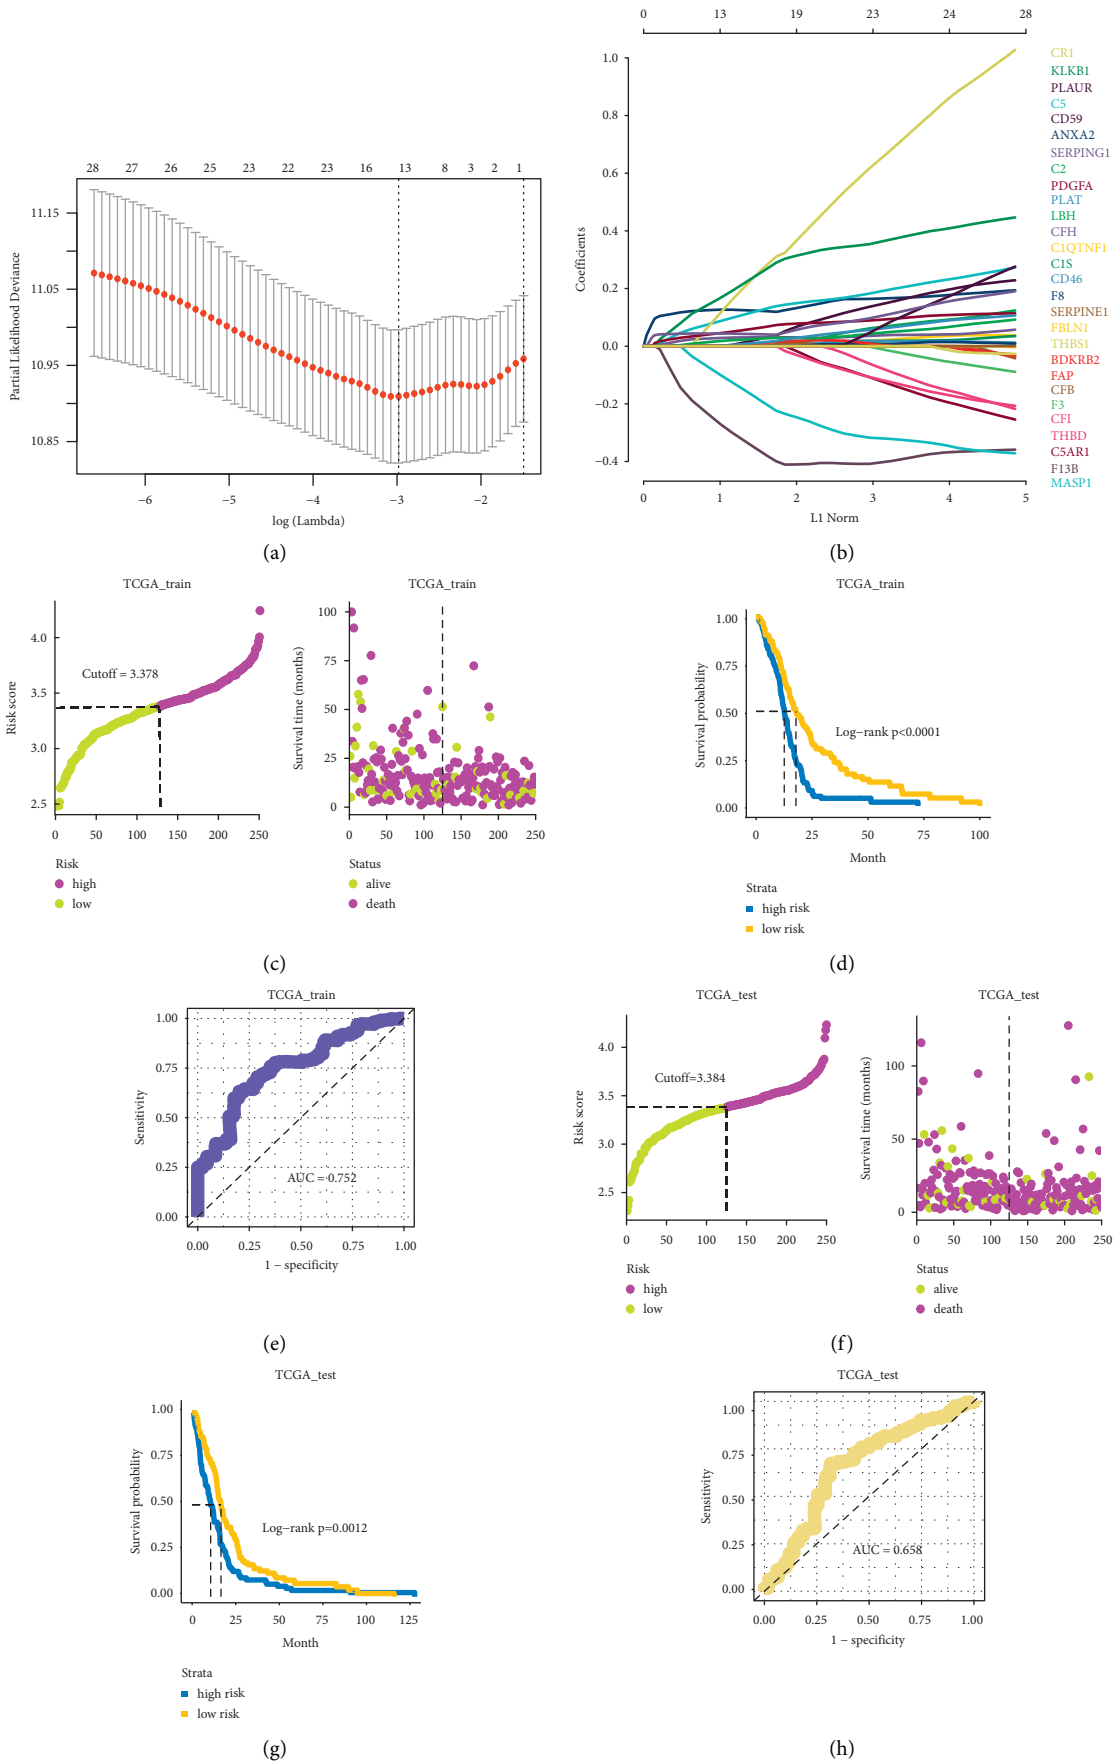 28 27 26 25 23 22 23 16 13 8 3 2 1
11.15
11.05
10.95
10.85
Partial Likelihood Deviance
−6 −5 −4 −3 −2
log (Lambda)
(a)
0 13 19 23 24 28
1.0
0.8
0.6
0.4
0.2
0.0
−0.2
−0.4
Coefficients
0 1 2 3 4 5
L1 Norm
CR1
KLKB1
PLAUR
C5
CD59
ANXA2
SERPING1
C2
PDGFA
PLAT
LBH
CFH
C1QTNF1
C1S
CD46
F8
SERPINE1
FBLN1
THBS1
BDKRB2
FAP
CFB
F3
CFI
THBD
C5AR1
F13B
MASP1
(b)
TCGA_train
4.0
3.5
3.0
2.5
Risk score
Cutoff = 3.378
0 50 100 150 200 250
Risk
high
low
TCGA_train
100
75
50
25
0
Survival time (months)
0 50 100 150 200 250
Status
alive
death
(c)
TCGA_train
1.00
0.75
0.50
0.25
0.00
Survival probability
Log−rank p<0.0001
0 25 50 75 100
Month
Strata
high risk
low risk
(d)
TCGA_train
1.00
0.75
0.50
0.25
0.00
Sensitivity
AUC = 0.752
0.00 0.25 0.50 0.75 1.00
1 − specificity
(e)
TCGA_test
4.0
3.5
3.0
2.5
Risk score
Cutoff=3.384
0 50 100 150 200 250
Risk
high
low
TCGA_test
100
50
0
Survival time (months)
0 50 100 150 200 250
Status
alive
death
(f)
TCGA_test
1.00
0.75
0.50
0.25
0.00
Survival probability
Log−rank p=0.0012
0 25 50 75 100 125
Month
Strata
high risk
low risk
(g)
TCGA_test
1.00
0.75
0.50
0.25
0.00
Sensitivity
AUC = 0.658
0.00 0.25 0.50 0.75 1.00
1 − specificity
(h)